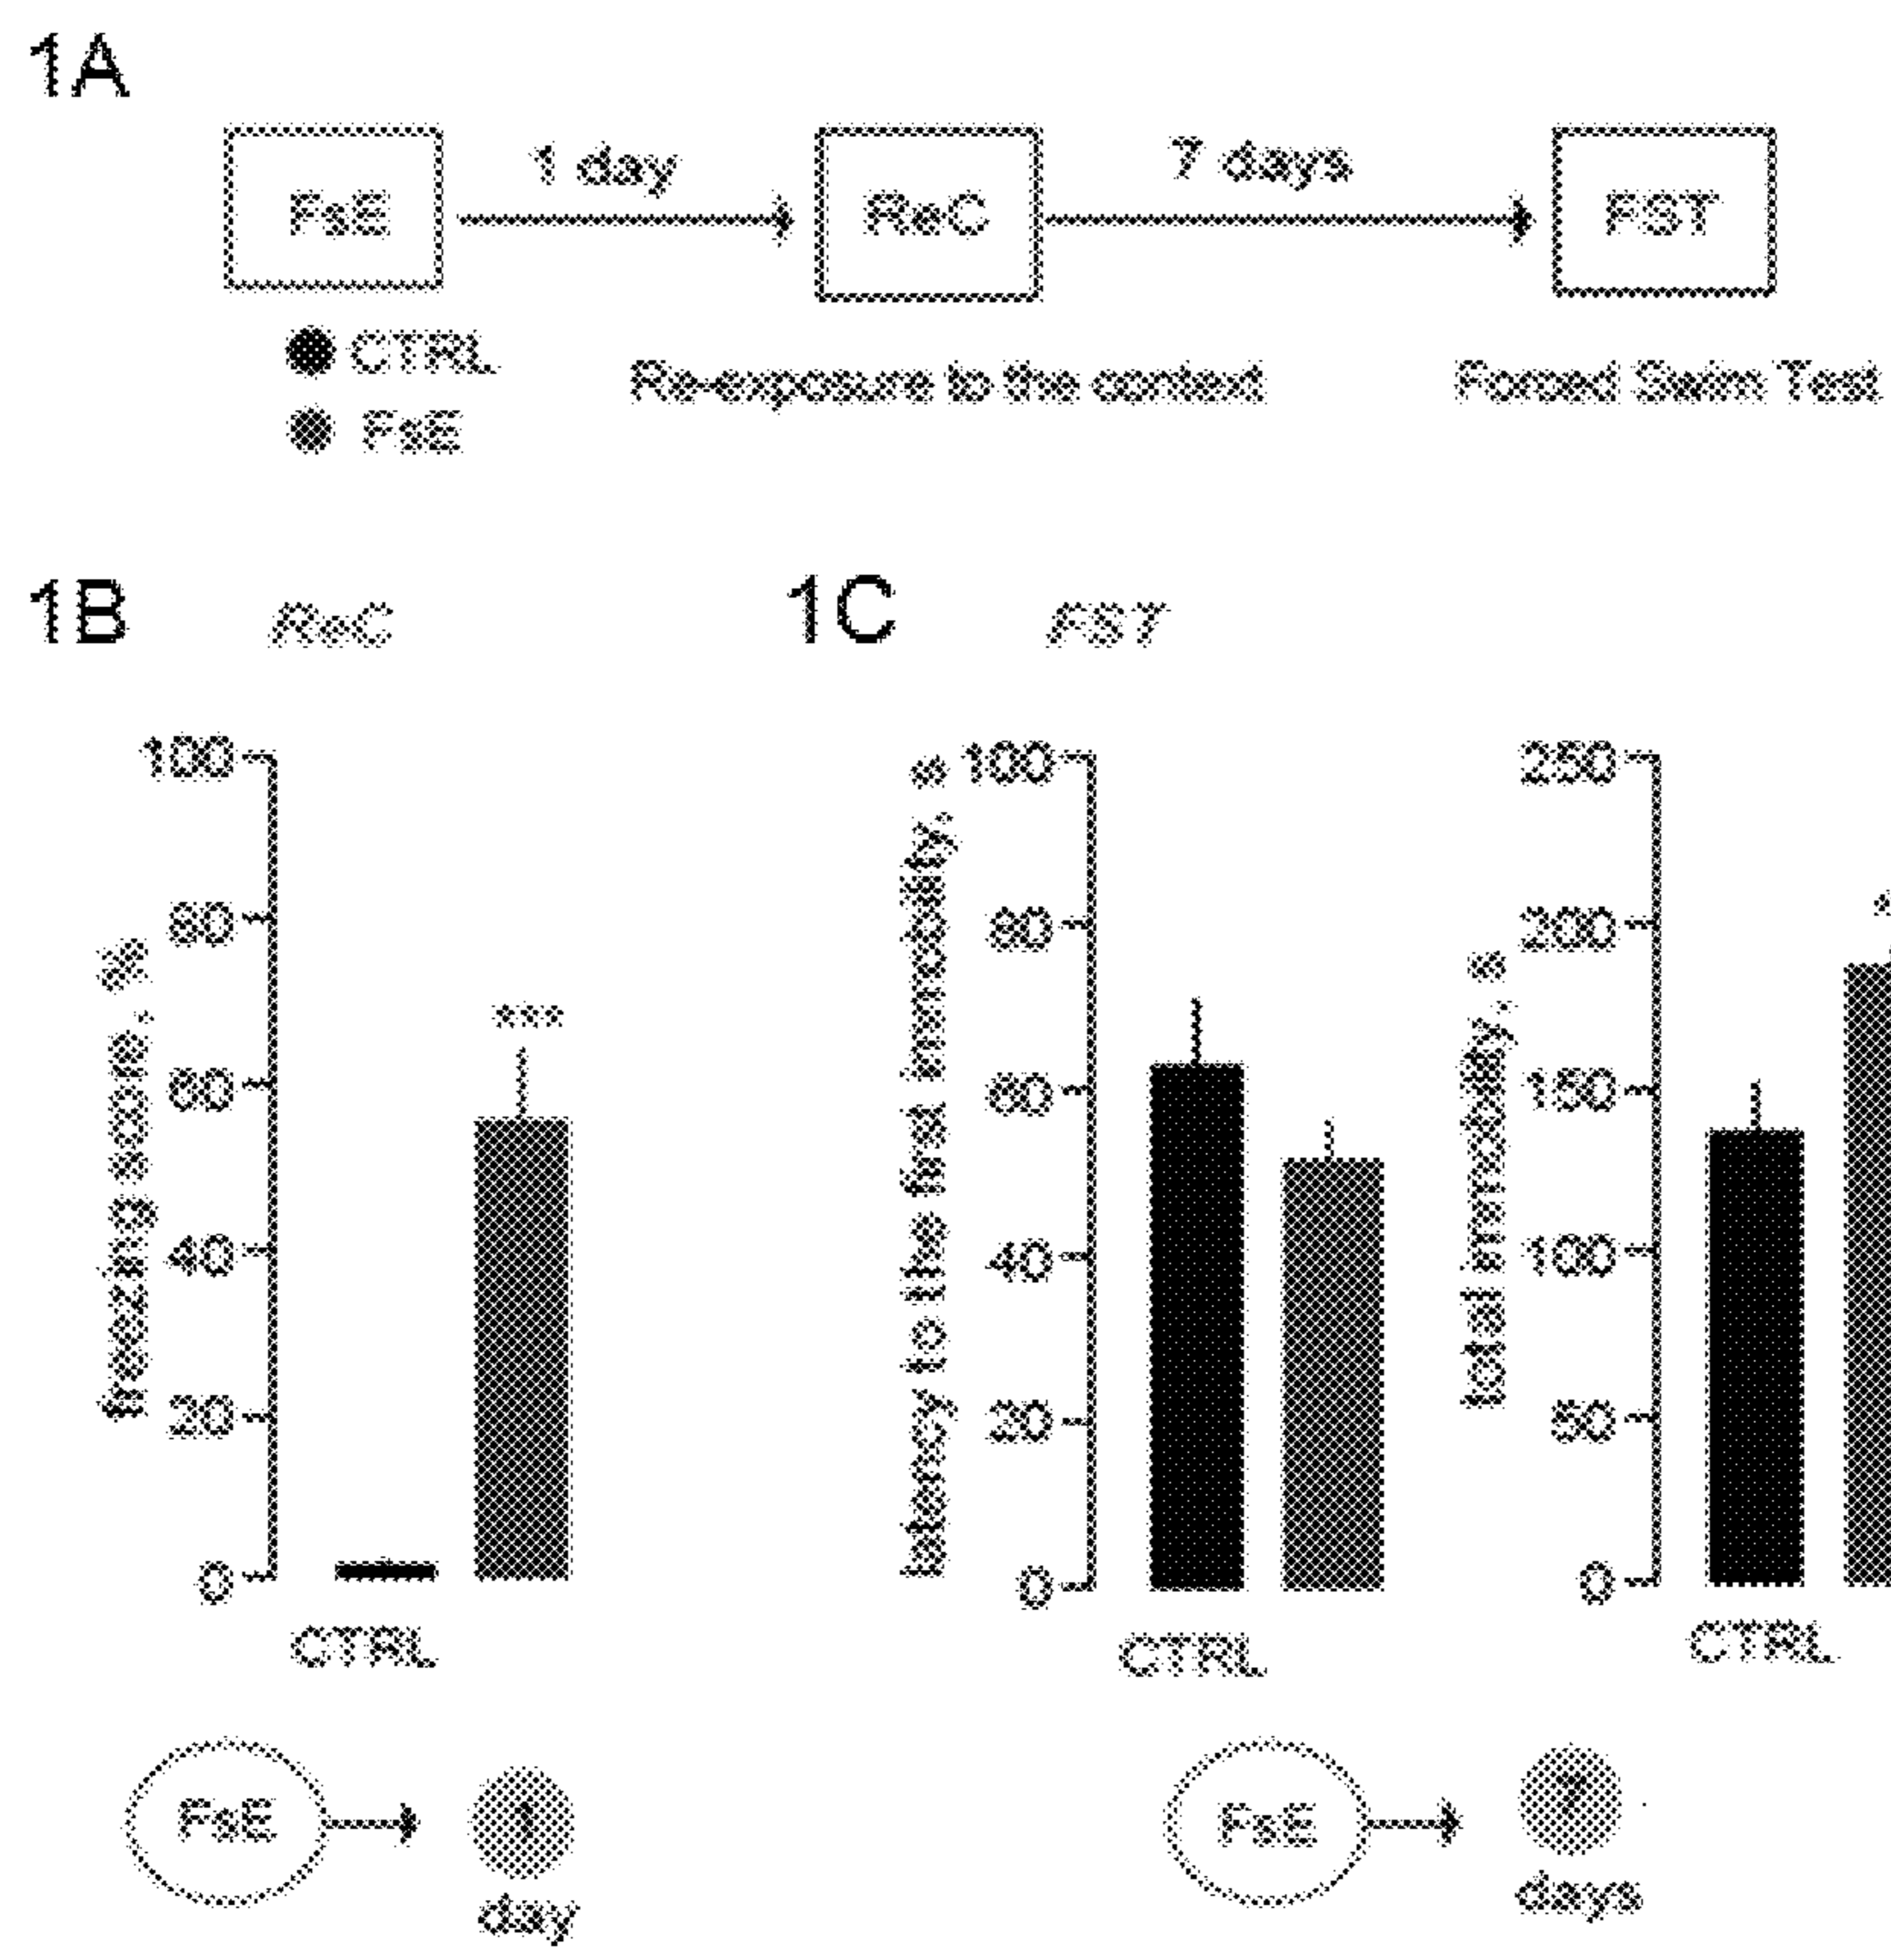 1A
FsE
1 day
ReC
7 days
FST
CTRL
FsE
Re-exposure to the context
Forced Swim Test
1B
ReC
freezing score, %
100
80
60
40
20
0
***
CTRL
FsE
1
day
1C
FST
latency to the first immobility, s
100
80
60
40
20
0
CTRL
total immobility, s
250
200
150
100
50
0
*
CTRL
FsE
7
days